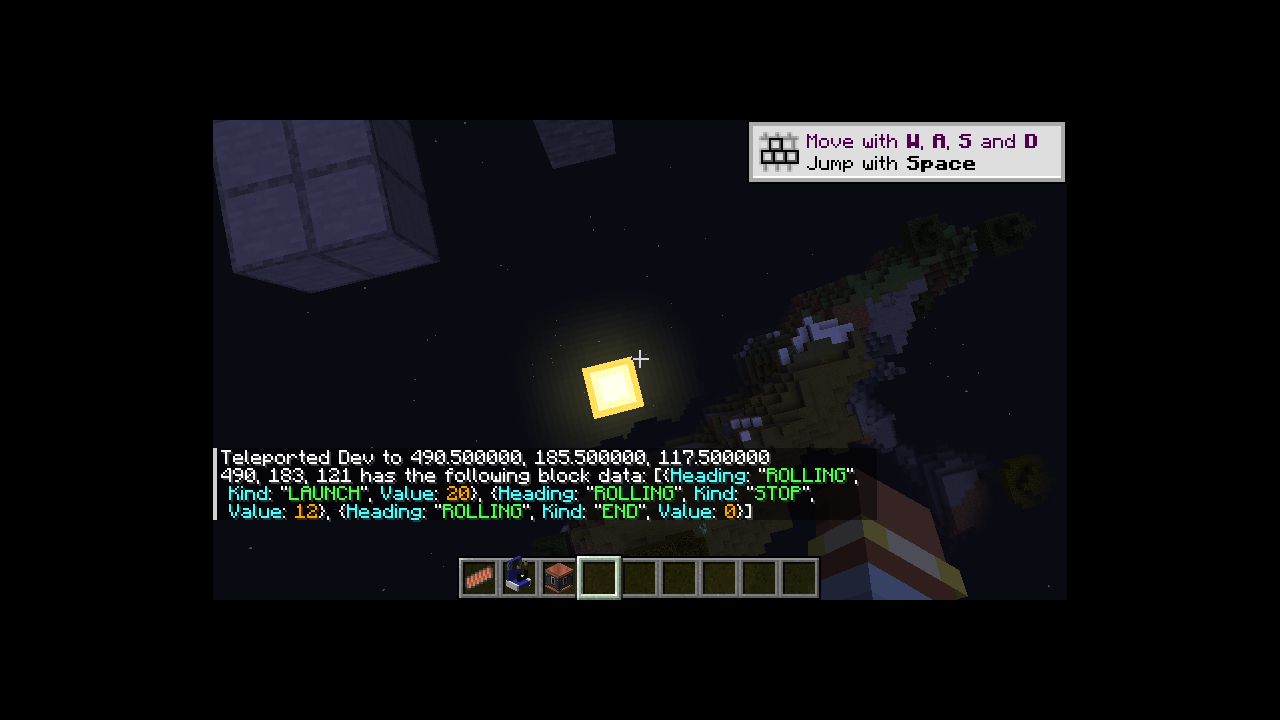 Move with W, A, S and D
Jump with Space
Teleported Dev to 490.500000, 185.500000, 117.500000
490, 183, 121 has the following block data: [{Heading: "ROLLING",
Kind: "LAUNCH", Value: 20}, {Heading: "ROLLING", Kind: "STOP",
Value: 12}, {Heading: "ROLLING", Kind: "END", Value: 0}]